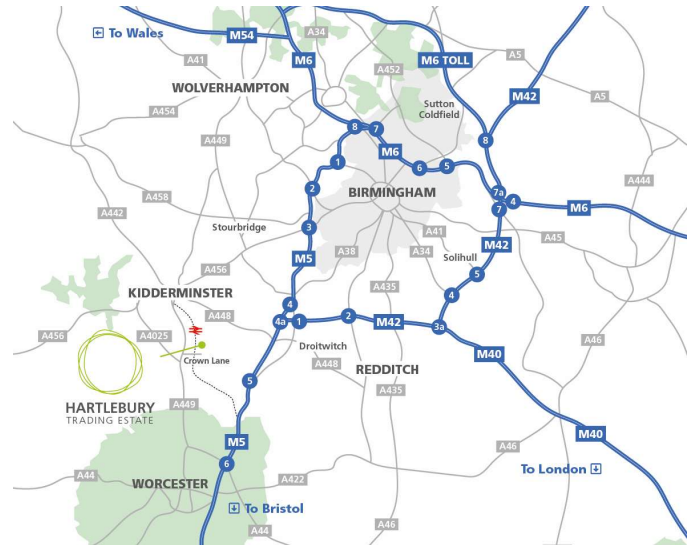 To Wales
M54
A34
M6
A41
A452
M6 TOLL
A5
WOLVERHAMPTON
Sutton
Coldfield
M42
A5
A454
A449
8
7
M6
8
1
6
5
A444
2
BIRMINGHAM
7a
4
A458
7
M6
A442
Stourbridge
3
A41
A45
M5
A38
A34
M42
Solihull
A456
5
KIDDERMINSTER
A435
4
4
A448
4a
1
2
M42
3a
A456
A4025
Droitwitch
A46
Crown Lane
A448
REDDITCH
M40
5
A435
HARTLEBURY
TRADING ESTATE
A449
M5
M40
A46
6
To London
A44
WORCESTER
A422
To Bristol
A44
A46